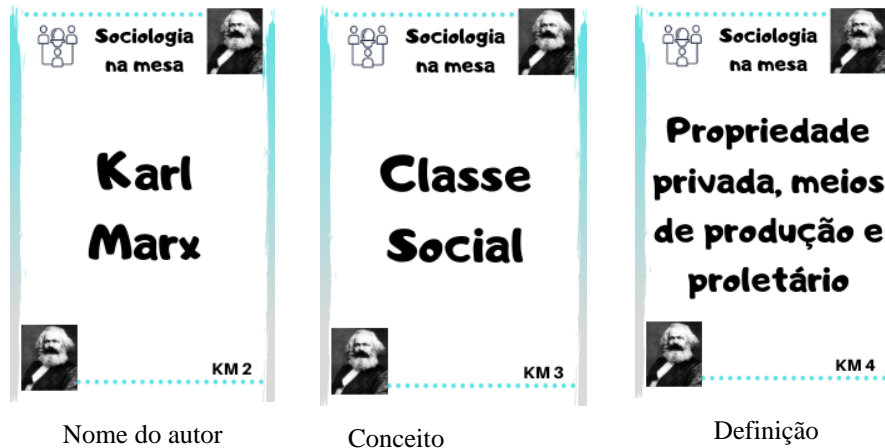 Sociologia
na mesa
Karl
Marx
KM 2
Nome do autor
Sociologia
na mesa
Classe
Social
KM 3
Conceito
Sociologia
na mesa
Propriedade
privada, meios
de produção e
proletário
KM 4
Definição